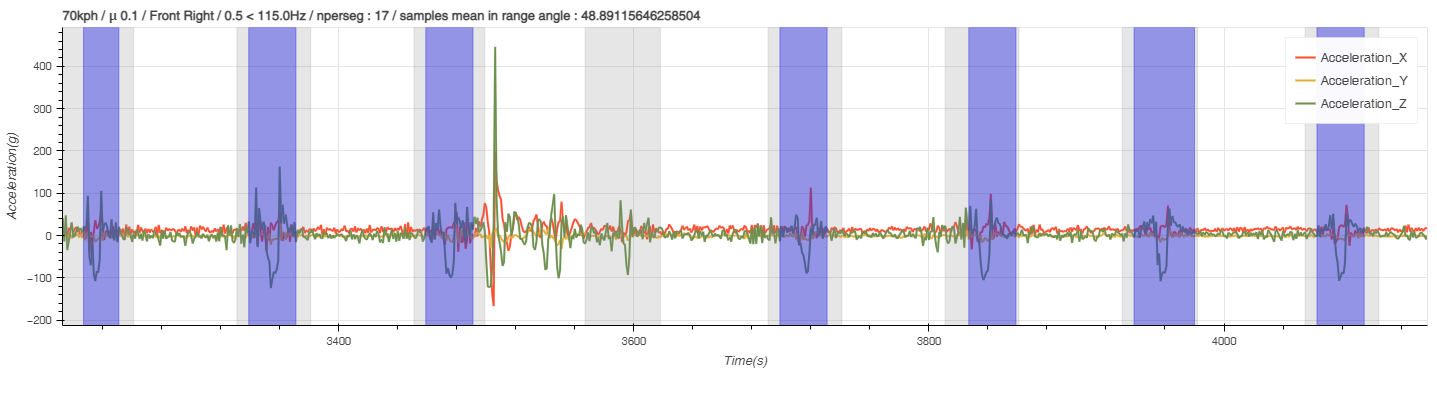 70kph / µ 0.1 / Front Right / 0.5 < 115.0Hz / nperseg : 17 / samples mean in range angle : 48.89115646258504
Acceleration_X
Acceleration_Y
Acceleration_Z
Acceleration(g)
400
300
200
100
0
−100
−200
3400
3600
3800
4000
Time(s)